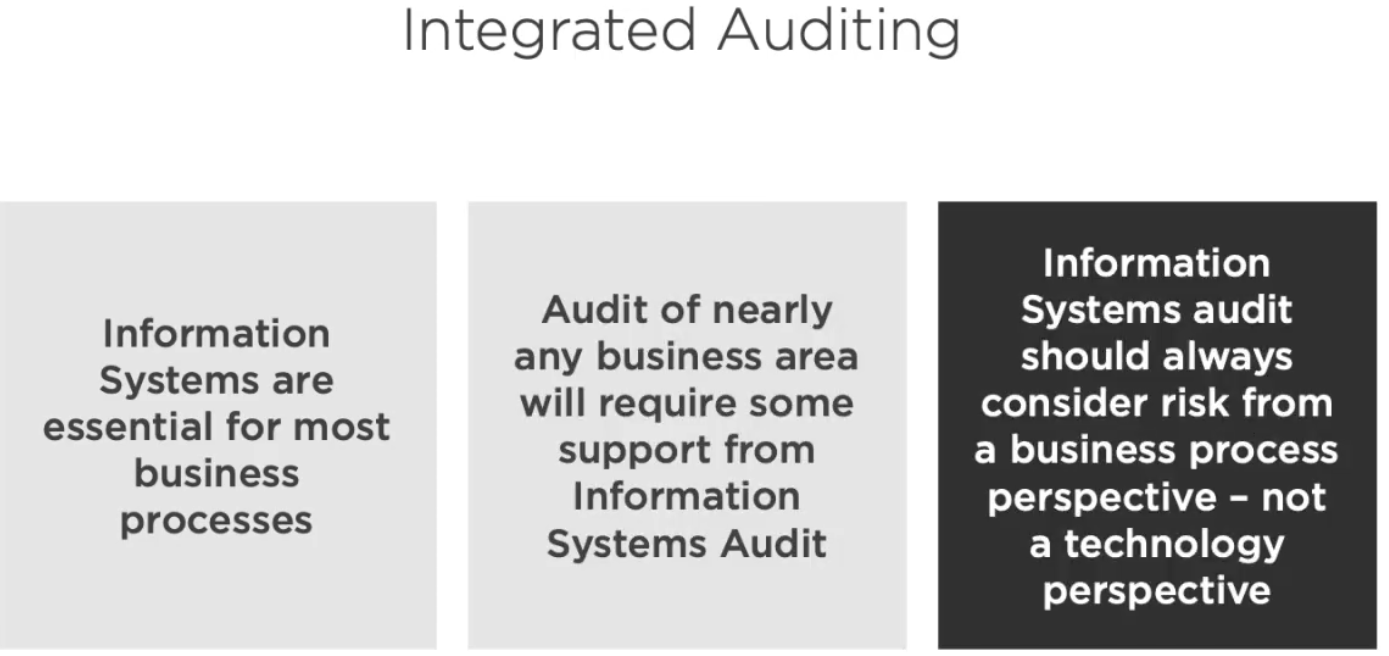 Integrated Auditing
Information
Systems are
essential for most
business
processes
Audit of nearly
any business area
will require some
support from
Information
Systems Audit
Information
Systems audit
should always
consider risk from
a business process
perspective – not
a technology
perspective